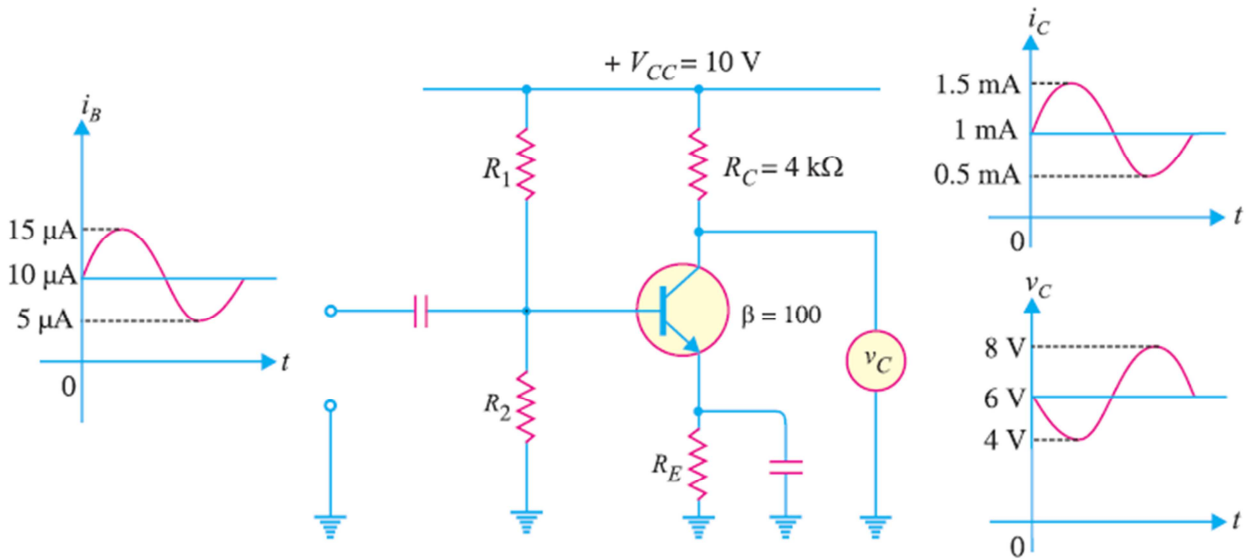 i_B
15 μA
10 μA
5 μA
0
t
+ V_CC = 10 V
R_1
R_C = 4 kΩ
β = 100
v_C
R_2
R_E
i_C
1.5 mA
1 mA
0.5 mA
0
t
v_C
8 V
6 V
4 V
0
t